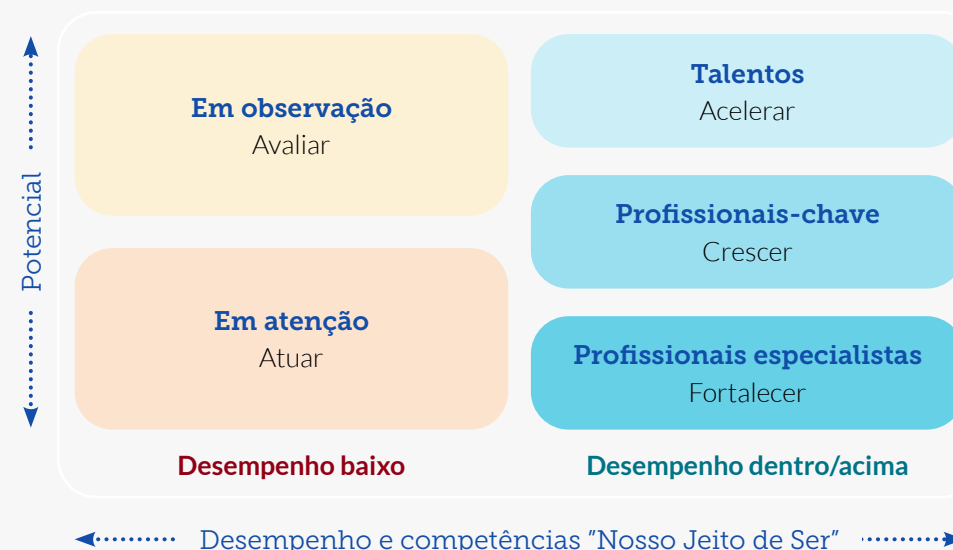 Potencial
Em observação
Avaliar
Em atenção
Atuar
Desempenho baixo
Talentos
Acelerar
Profissionais-chave
Crescer
Profissionais especialistas
Fortalecer
Desempenho dentro/acima
Desempenho e competências "Nosso Jeito de Ser"